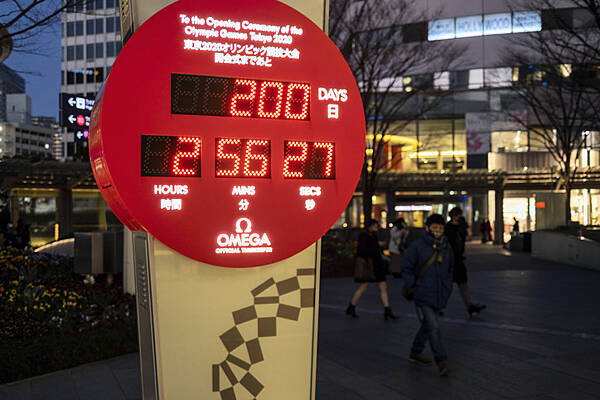 To the Opening Ceremony of the
Olympic Games Tokyo 2020
東京2020オリンピック競技大会
開会式まであと
200 DAYS
日
2 56 27
HOURS MINS SECS
時間 分 秒
Ω
OMEGA
OFFICIAL TIMEKEEPER
HOLLYWOOD